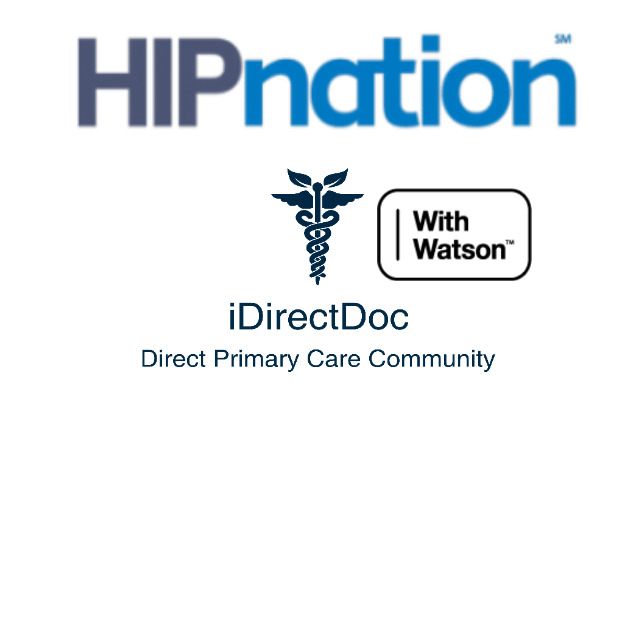 HIPnation SM
With
Watson™
iDirectDoc
Direct Primary Care Community